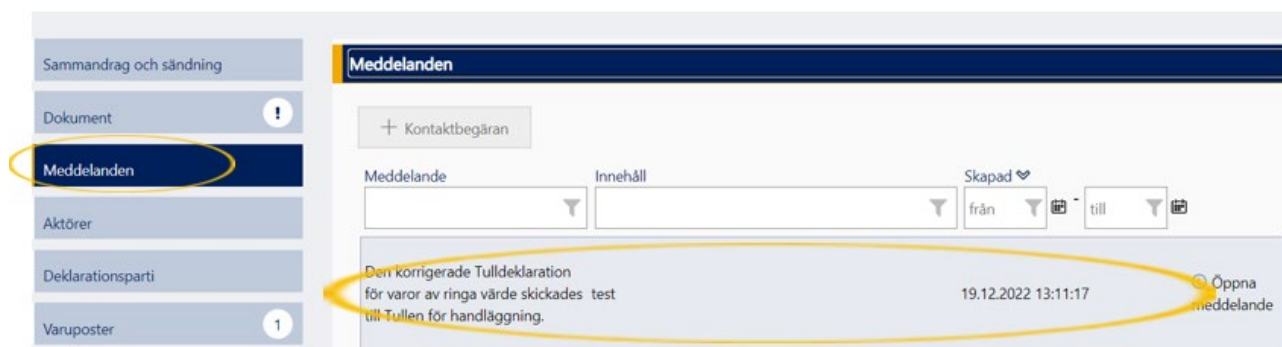 Sammandrag och sändning
Dokument !
Meddelanden
Aktörer
Deklarationsparti
Varuposter 1
Meddelanden
+ Kontaktbegäran
Meddelande Innehåll Skapad
från - till
Den korrigerade Tulldeklaration
för varor av ringa värde skickades test 19.12.2022 13:11:17
till Tullen för handläggning.
Öppna
meddelande